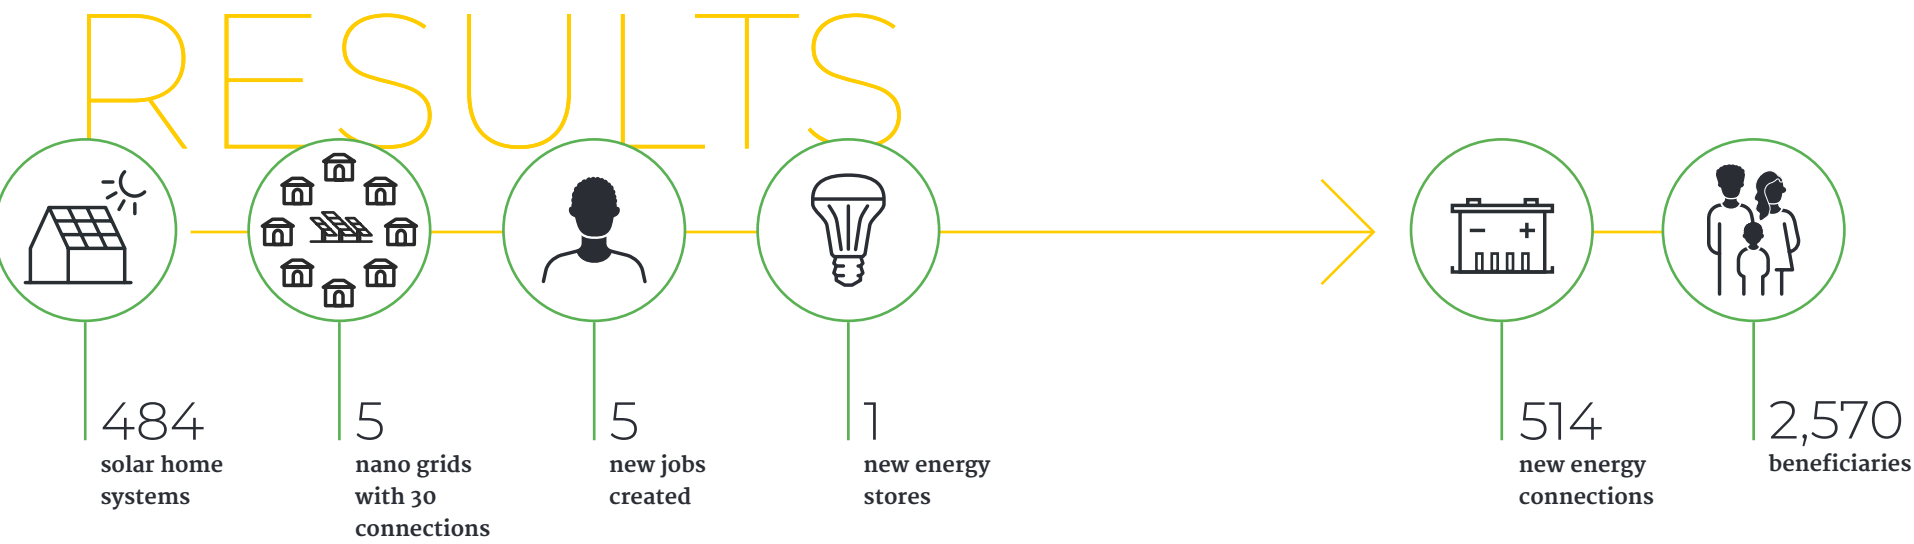 RESULTS
484
solar home
systems
5
nano grids
with 30
connections
5
new jobs
created
1
new energy
stores
514
new energy
connections
2,570
beneficiaries